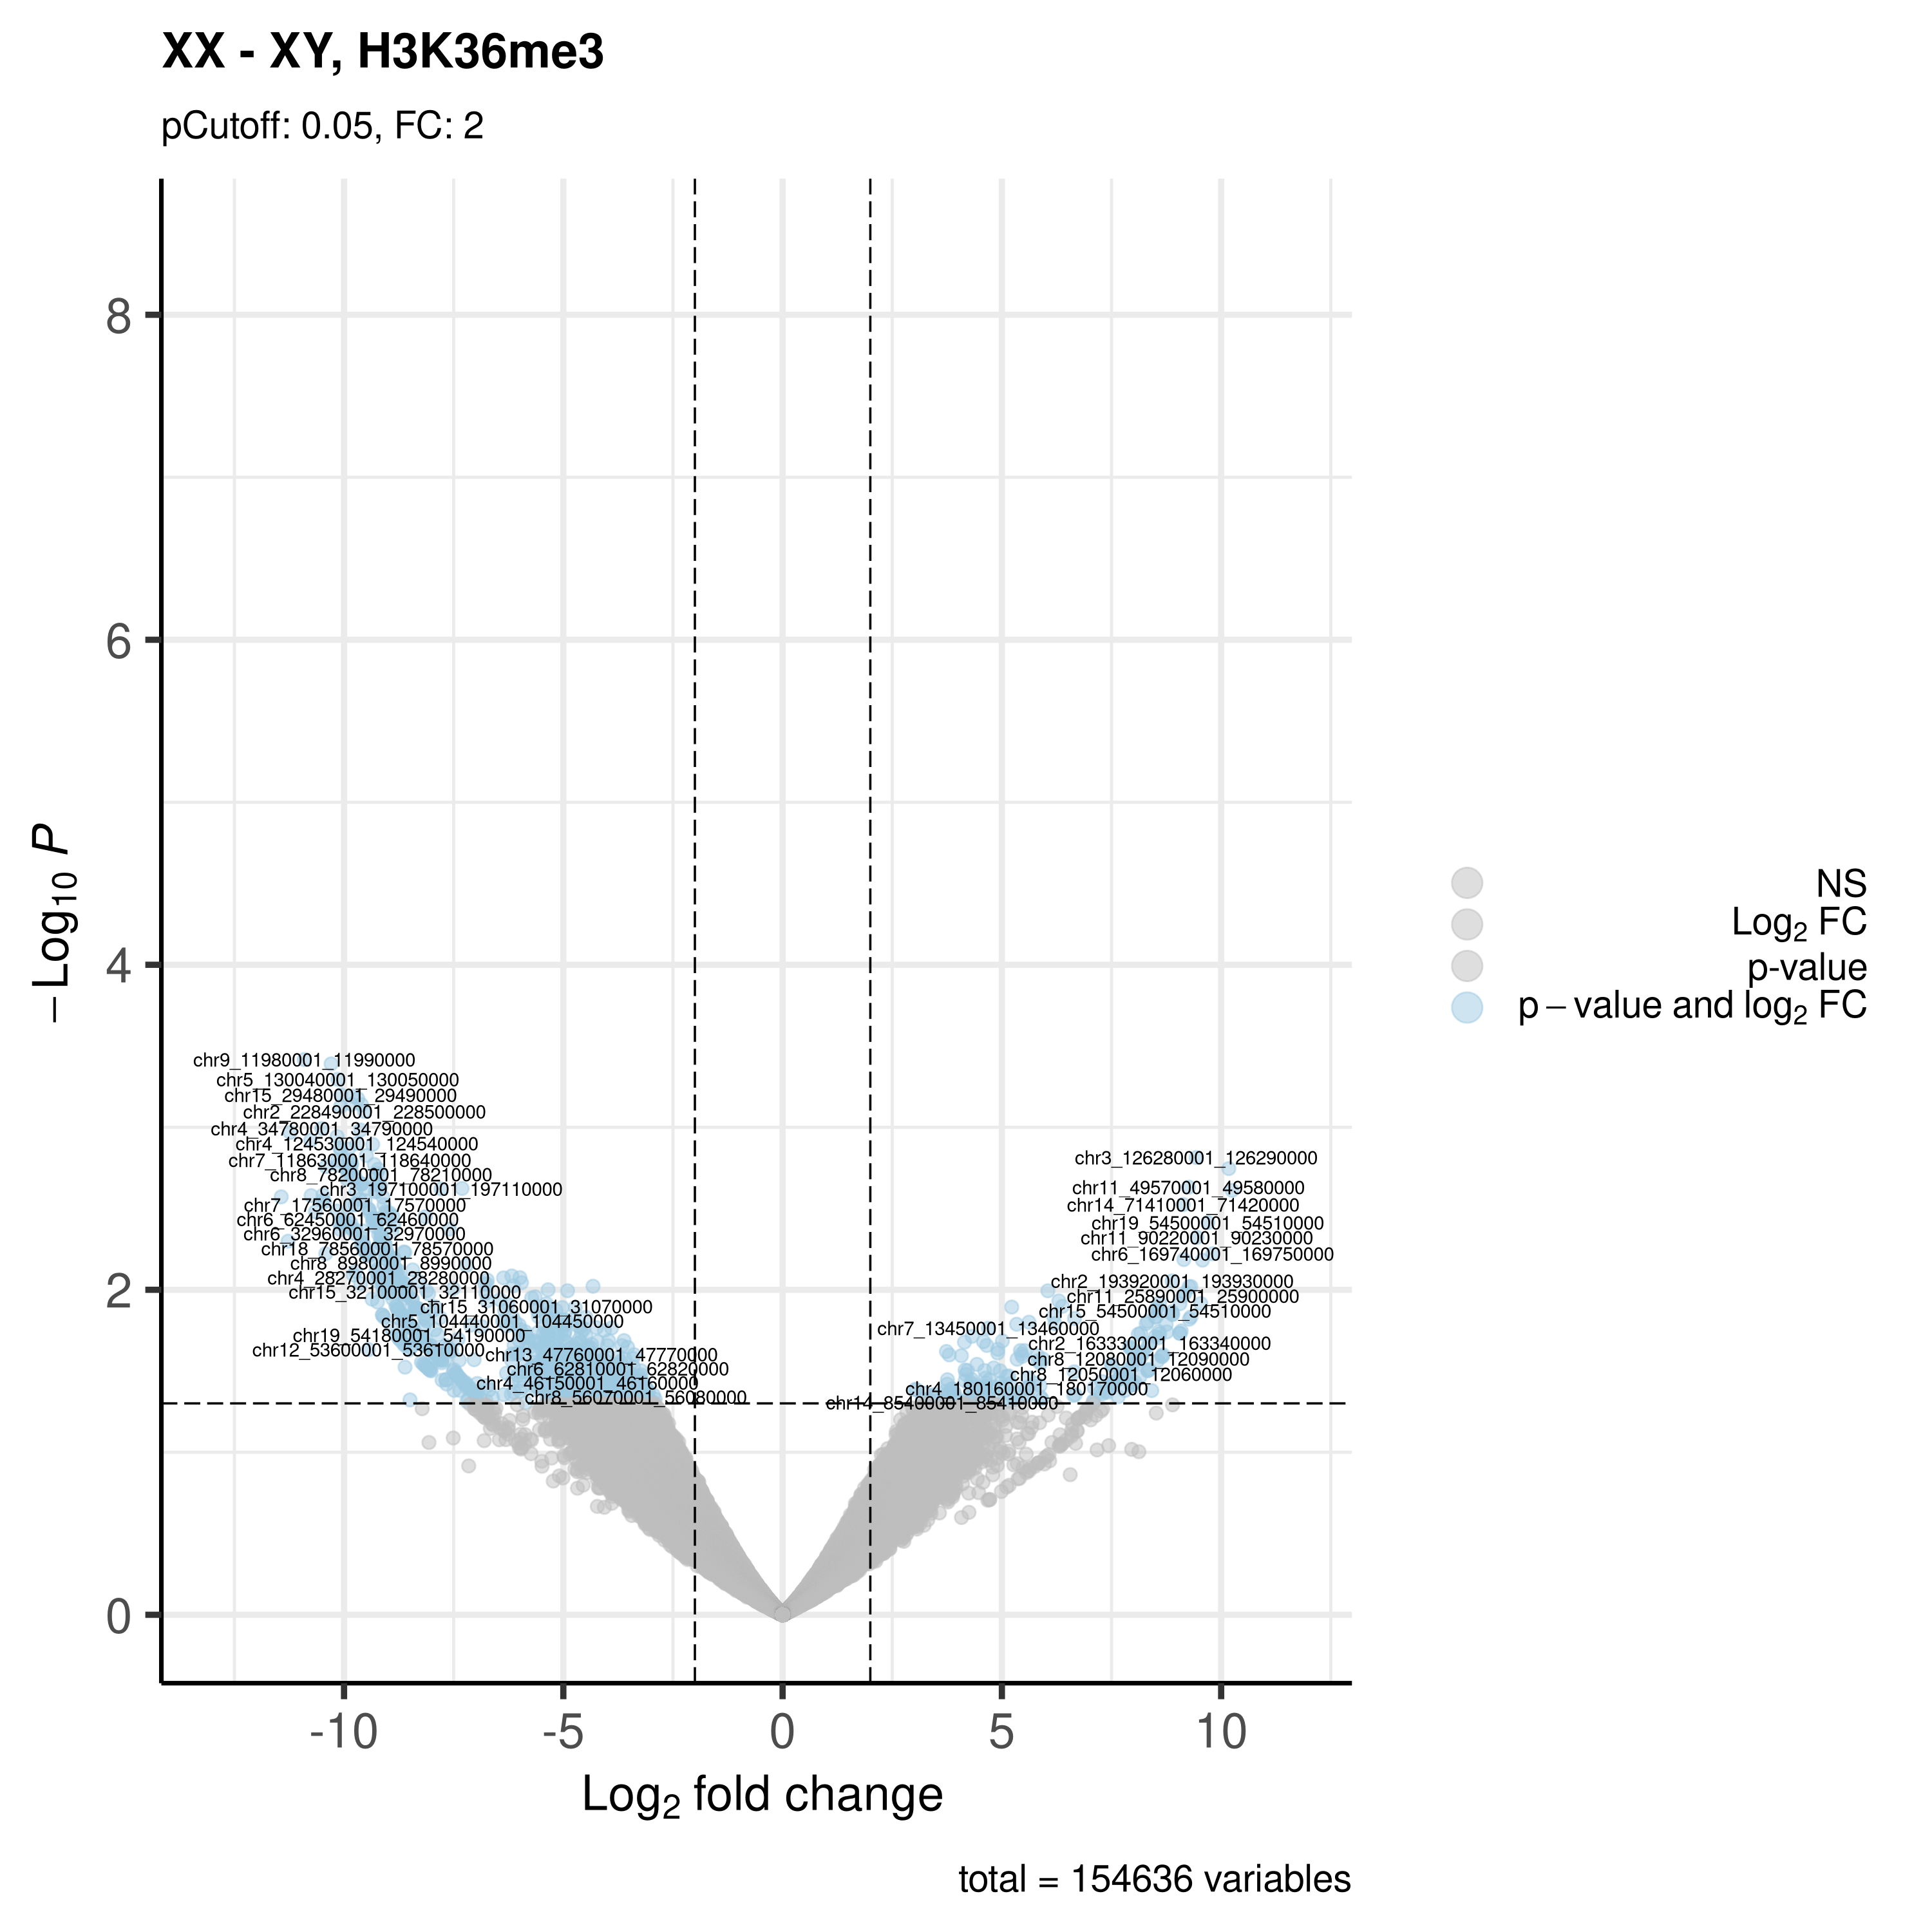 XX - XY, H3K36me3
pCutoff: 0.05, FC: 2
8
6
4
2
0
−Log10 P
chr9_11980001_11990000
chr5_130040001_130050000
chr15_29480001_29490000
chr2_228490001_228500000
chr4_34780001_34790000
chr4_124530001_124540000
chr7_118630001_118640000
chr8_78200001_78210000
chr3_197100001_197110000
chr7_17560001_17570000
chr6_62450001_62460000
chr6_32960001_32970000
chr18_78560001_78570000
chr8_8980001_8990000
chr4_28270001_28280000
chr15_32100001_32110000
chr15_31060001_31070000
chr5_104440001_104450000
chr19_54180001_54190000
chr12_53600001_53610000
chr13_47760001_47770000
chr6_62810001_62820000
chr4_46150001_46160000
chr8_56070001_56080000
chr3_126280001_126290000
chr11_49570001_49580000
chr14_71410001_71420000
chr19_54500001_54510000
chr11_90220001_90230000
chr6_169740001_169750000
chr2_193920001_193930000
chr11_25890001_25900000
chr15_54500001_54510000
chr7_13450001_13460000
chr2_163330001_163340000
chr8_12080001_12090000
chr8_12050001_12060000
chr4_180160001_180170000
chr14_85400001_85410000
NS
Log2 FC
p-value
p − value and log2 FC
-10 -5 0 5 10
Log2 fold change
total = 154636 variables